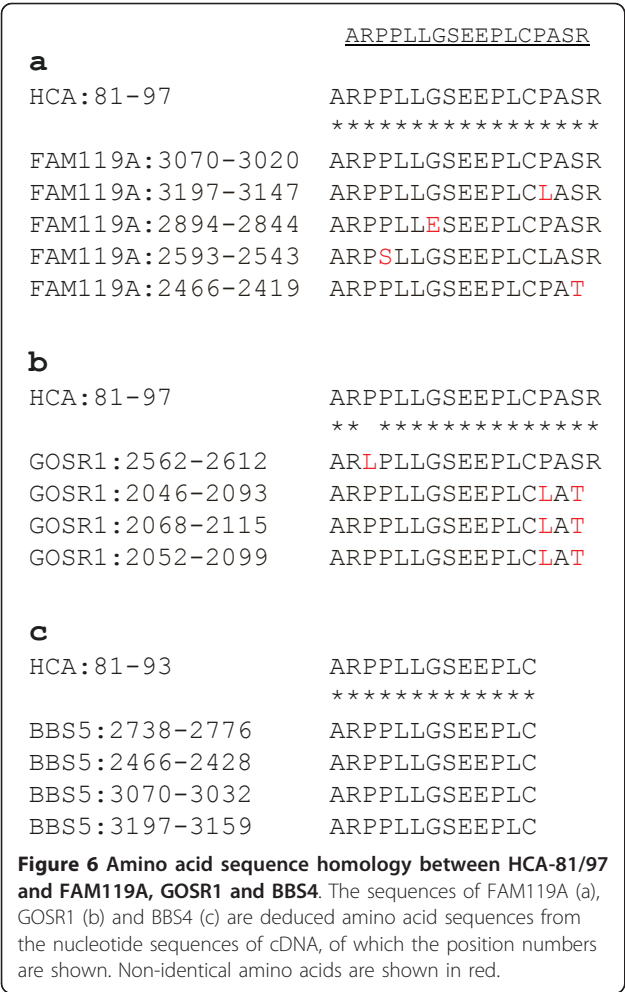 ARPPLLGSEEPLCPASR
a
HCA:81-97 ARPPLLGSEEPLCPASR
*****************
FAM119A:3070-3020 ARPPLLGSEEPLCPASR
FAM119A:3197-3147 ARPPLLGSEEPLCLASR
FAM119A:2894-2844 ARPPLLESEEPLCPASR
FAM119A:2593-2543 ARPSLLGSEEPLCLASR
FAM119A:2466-2419 ARPPLLGSEEPLCPAT
b
HCA:81-97 ARPPLLGSEEPLCPASR
** **************
GOSR1:2562-2612 ARLPLLGSEEPLCPASR
GOSR1:2046-2093 ARPPLLGSEEPLCLAT
GOSR1:2068-2115 ARPPLLGSEEPLCLAT
GOSR1:2052-2099 ARPPLLGSEEPLCLAT
c
HCA:81-93 ARPPLLGSEEPLC
*************
BBS5:2738-2776 ARPPLLGSEEPLC
BBS5:2466-2428 ARPPLLGSEEPLC
BBS5:3070-3032 ARPPLLGSEEPLC
BBS5:3197-3159 ARPPLLGSEEPLC
Figure 6 Amino acid sequence homology between HCA-81/97
and FAM119A, GOSR1 and BBS4. The sequences of FAM119A (a),
GOSR1 (b) and BBS4 (c) are deduced amino acid sequences from
the nucleotide sequences of cDNA, of which the position numbers
are shown. Non-identical amino acids are shown in red.